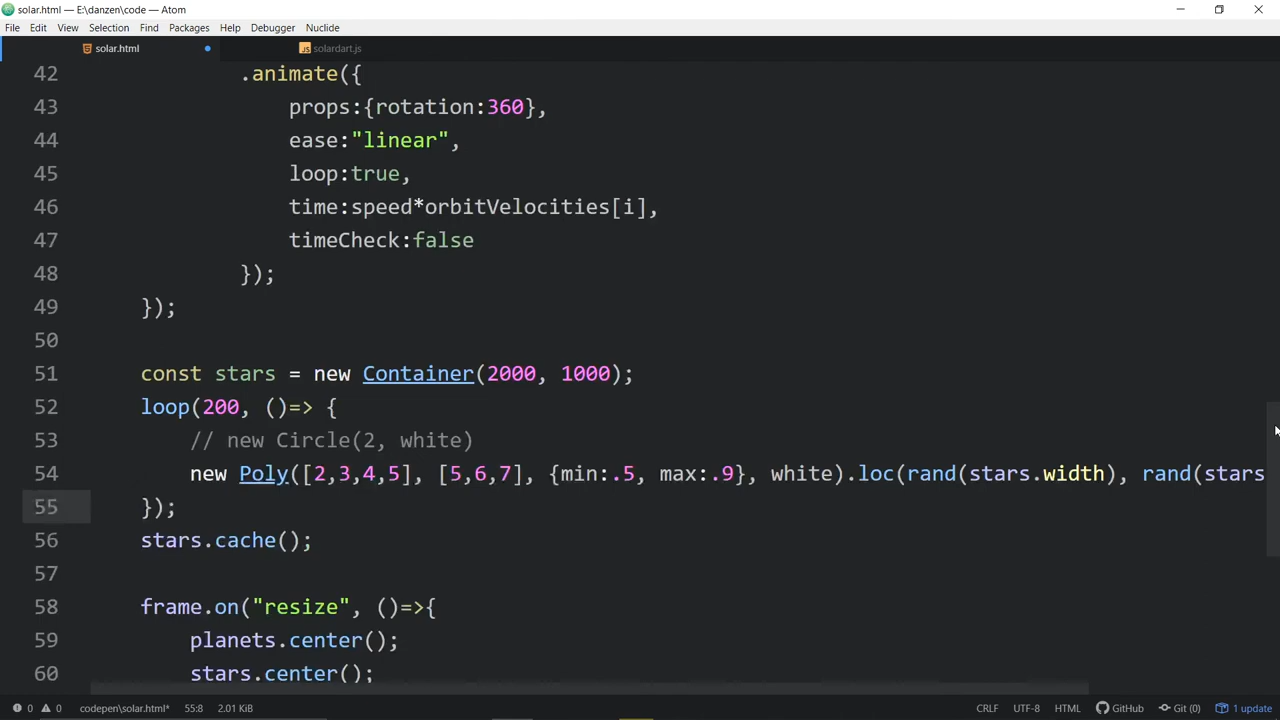 solar.html — E:\danzen\code — Atom
File Edit View Selection Find Packages Help Debugger Nuclide
solar.html solardart.js
42 .animate({
43 props:{rotation:360},
44 ease:"linear",
45 loop:true,
46 time:speed*orbitVelocities[i],
47 timeCheck:false
48 });
49 });
50
51 const stars = new Container(2000, 1000);
52 loop(200, ()=> {
53 // new Circle(2, white)
54 new Poly([2,3,4,5], [5,6,7], {min:.5, max:.9}, white).loc(rand(stars.width), rand(stars
55 });
56 stars.cache();
57
58 frame.on("resize", ()=>{
59 planets.center();
60 stars.center();
0 0 codepen\solar.html* 55:8 2.01 KiB CRLF UTF-8 HTML GitHub Git (0) 1 update